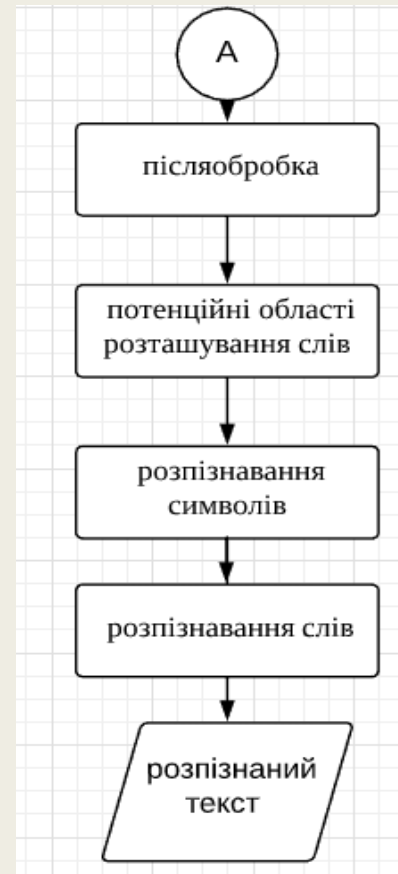 А
післяобробка
потенційні області
розташування слів
розпізнавання
символів
розпізнавання слів
розпізнаний
текст